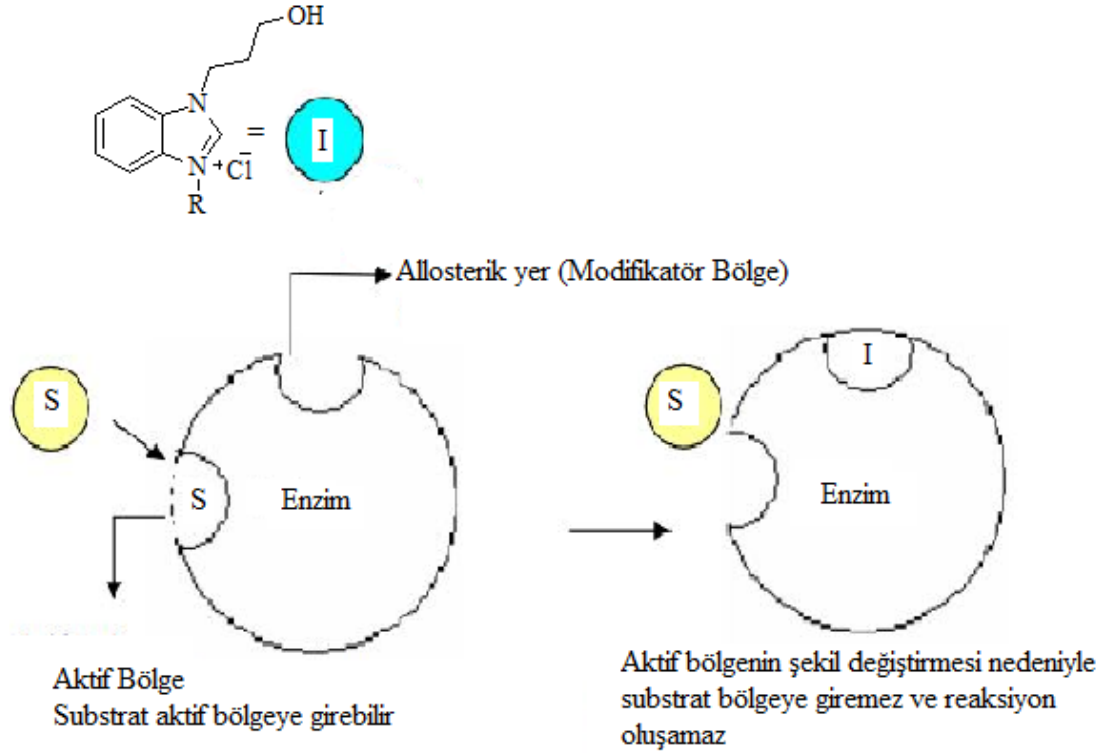 OH
N
= I
N + Cl -
R
Allosterik yer (Modifikatör Bölge)
S
S
Enzim
I
S
Enzim
Aktif Bölge
Substrat aktif bölgeye girebilir
Aktif bölgenin şekil değiştirmesi nedeniyle
substrat bölgeye giremez ve reaksiyon
oluşamaz